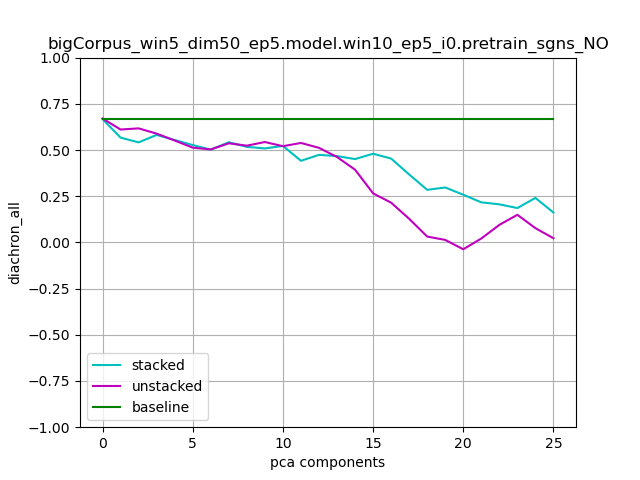 bigCorpus_win5_dim50_ep5.model.win10_ep5_i0.pretrain_sgns_NO
1.00
0.75
0.50
0.25
0.00
−0.25
−0.50
−0.75
−1.00
diachron_all
stacked
unstacked
baseline
0 5 10 15 20 25
pca components